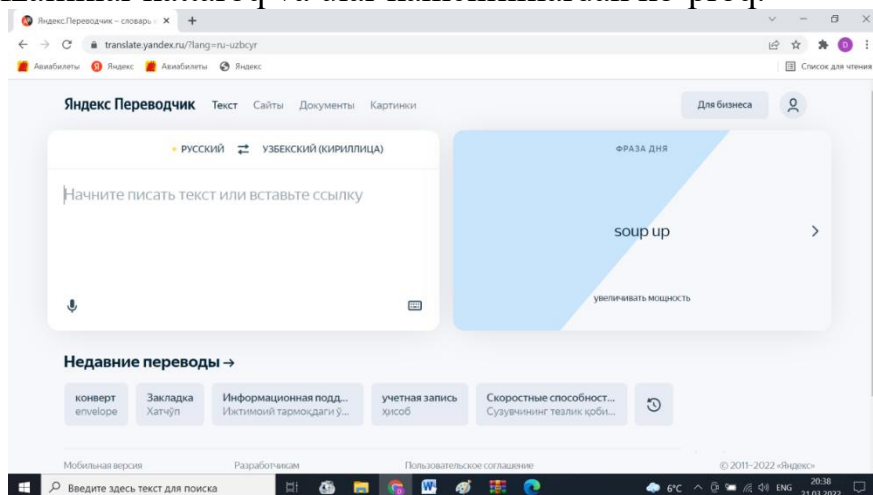 Яндекс.Переводчик – словарь
translate.yandex.ru/?lang=ru-uzbcyr
Авиабилеты Яндекс Авиабилеты Яндекс
Список для чтения
Яндекс Переводчик Текст Сайты Документы Картинки Для бизнеса
РУССКИЙ УЗБЕКСКИЙ (КИРИЛЛИЦА)
ФРАЗА ДНЯ
Начните писать текст или вставьте ссылку
soup up
увеличивать мощность
Недавние переводы →
конверт Закладка Информационная подд... учетная запись Скоростные способност...
envelope Хатчўп Ижтимоий тармоқдаги ў... ҳисоб Сузувчининг тезлик қоби...
Мобильная версия Разработчикам Пользовательское соглашение © 2011–2022 «Яндекс»
Введите здесь текст для поиска
6°C ENG 20:38
21.03.2022